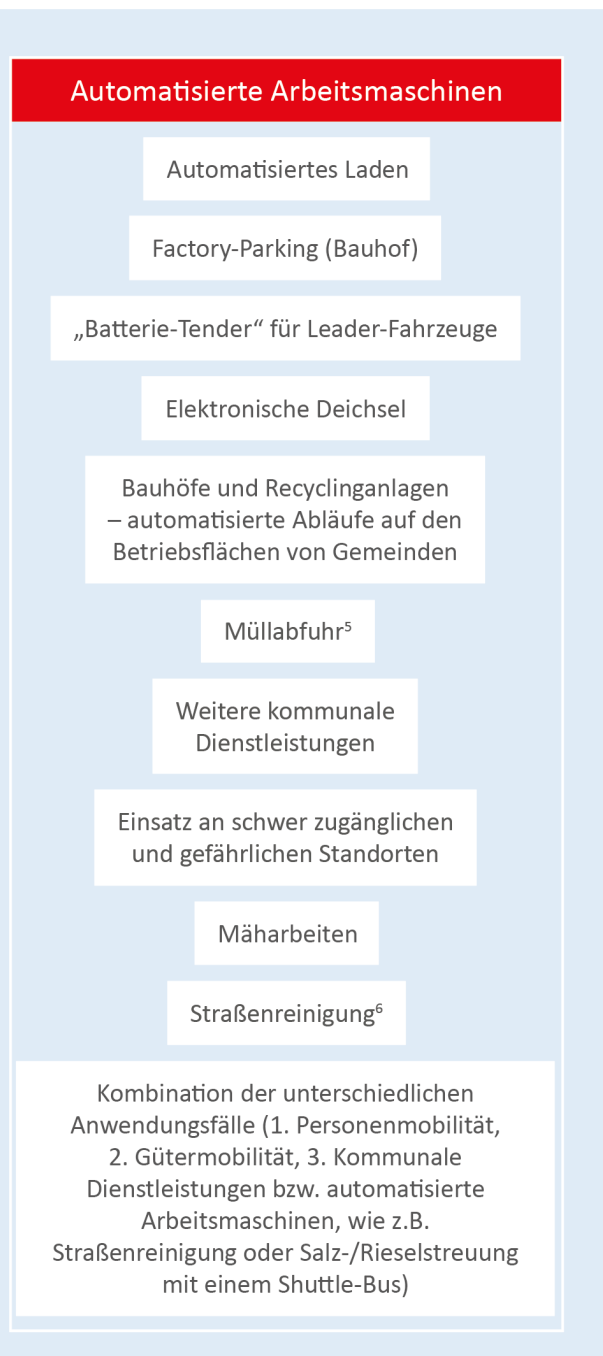 Automatisierte Arbeitsmaschinen
Automatisiertes Laden
Factory-Parking (Bauhof)
„Batterie-Tender“ für Leader-Fahrzeuge
Elektronische Deichsel
Bauhöfe und Recyclinganlagen
– automatisierte Abläufe auf den
Betriebsflächen von Gemeinden
Müllabfuhr⁵
Weitere kommunale
Dienstleistungen
Einsatz an schwer zugänglichen
und gefährlichen Standorten
Mäharbeiten
Straßenreinigung⁶
Kombination der unterschiedlichen
Anwendungsfälle (1. Personenmobilität,
2. Gütermobilität, 3. Kommunale
Dienstleistungen bzw. automatisierte
Arbeitsmaschinen, wie z.B.
Straßenreinigung oder Salz-/Rieselstreuung
mit einem Shuttle-Bus)